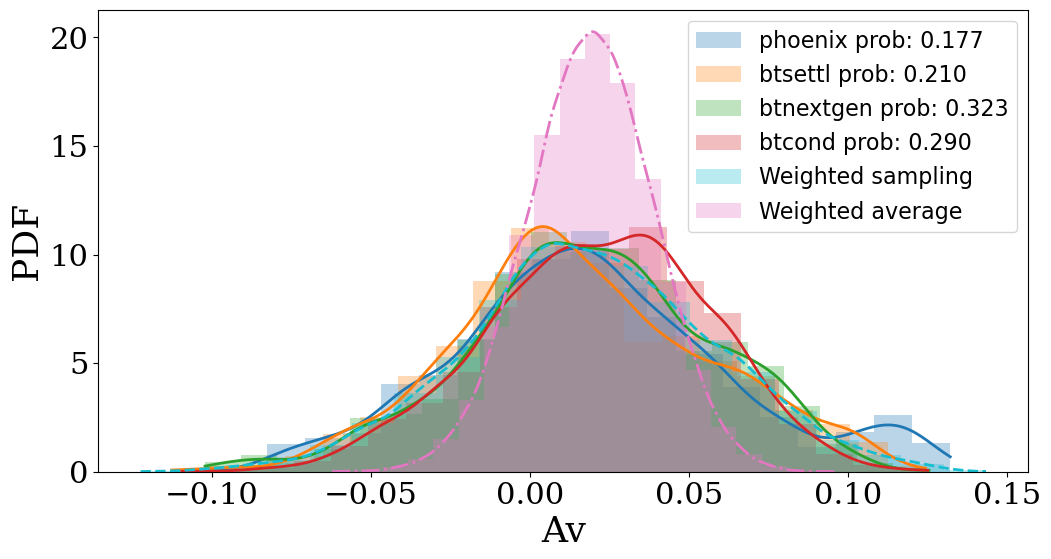 20
15
10
5
0
PDF
phoenix prob: 0.177
btsettl prob: 0.210
btnextgen prob: 0.323
btcond prob: 0.290
Weighted sampling
Weighted average
−0.10 −0.05 0.00 0.05 0.10 0.15
Av